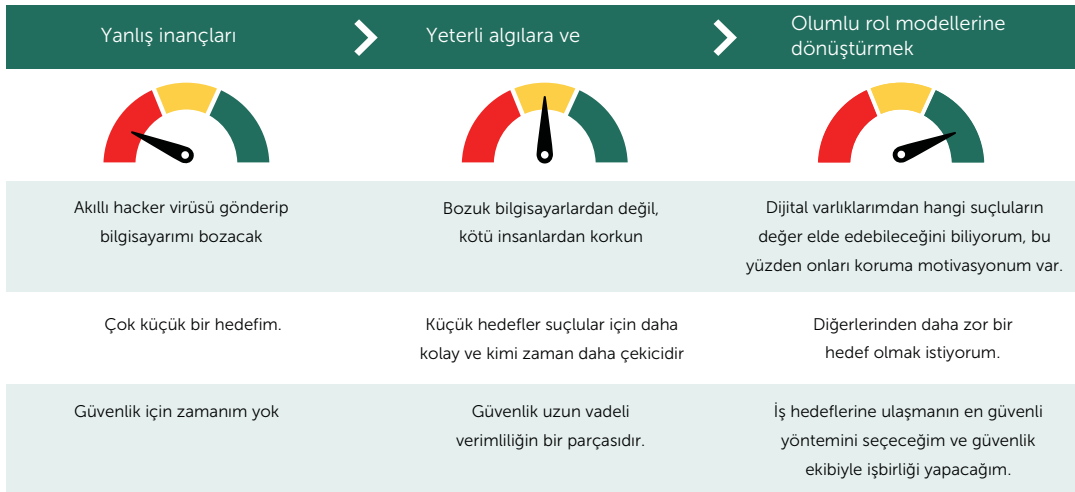 Yanlış inançları
Yeterli algılara ve
Olumlu rol modellerine
dönüştürmek
Akıllı hacker virüsü gönderip
bilgisayarımı bozacak
Bozuk bilgisayarlardan değil,
kötü insanlardan korkun
Dijital varlıklarımdan hangi suçluların
değer elde edebileceğini biliyorum, bu
yüzden onları koruma motivasyonum var.
Çok küçük bir hedefim.
Küçük hedefler suçlular için daha
kolay ve kimi zaman daha çekicidir
Diğerlerinden daha zor bir
hedef olmak istiyorum.
Güvenlik için zamanım yok
Güvenlik uzun vadeli
verimliliğin bir parçasıdır.
İş hedeflerine ulaşmanın en güvenli
yöntemini seçeceğim ve güvenlik
ekibiyle işbirliği yapacağım.